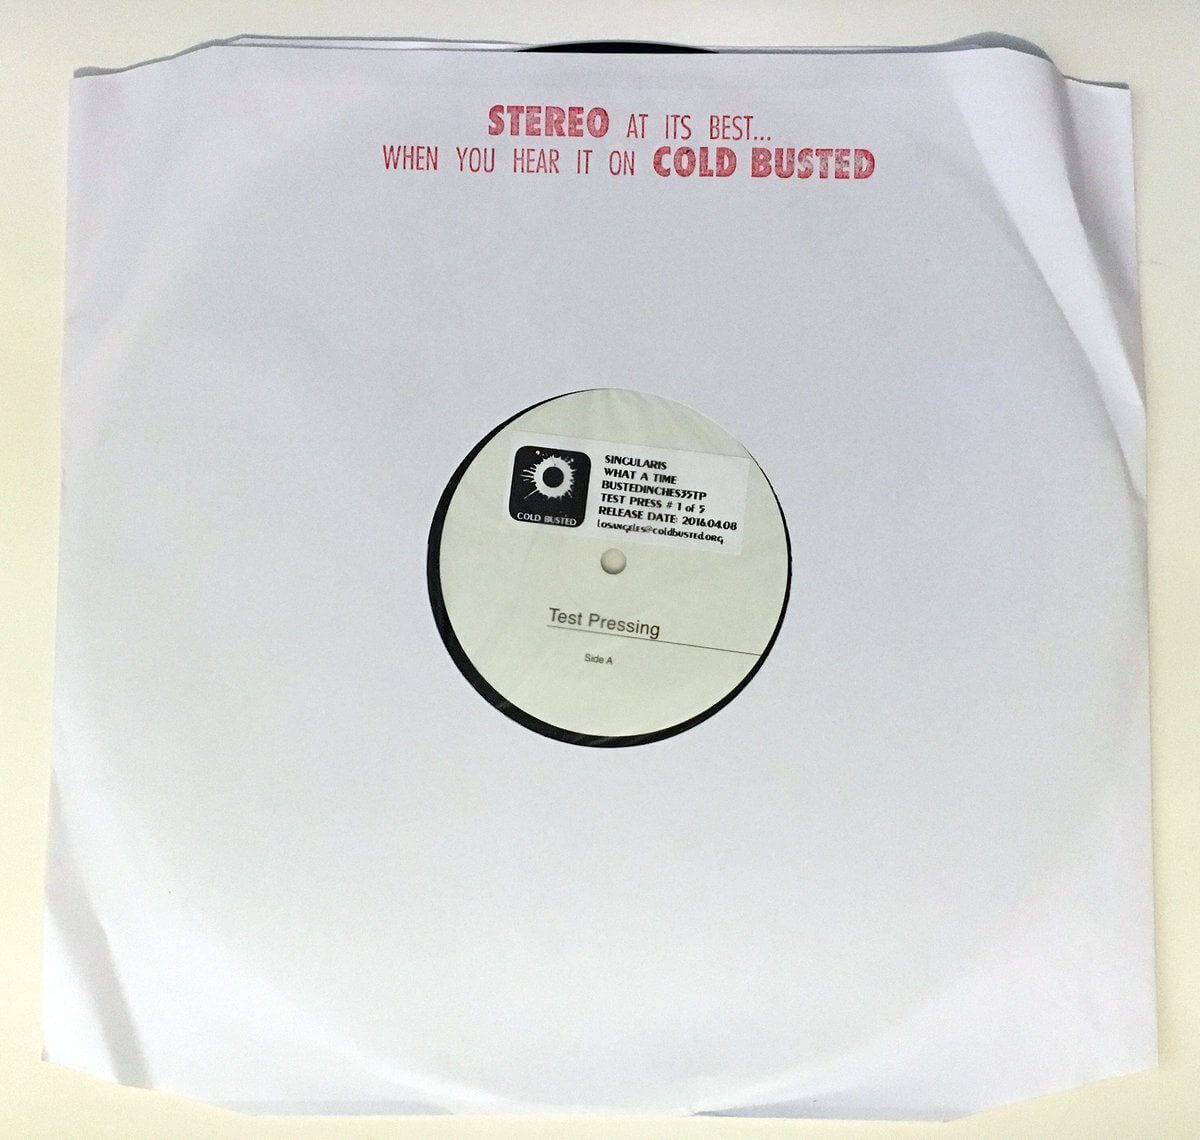 STEREO AT ITS BEST...
WHEN YOU HEAR IT ON COLD BUSTED
SINGULARIS
WHAT A TIME
BUSTEDINCHES35TP
TEST PRESS # 1 of 5
RELEASE DATE: 2016.04.08
LOSANGELES@COLDBUSTED.ORG
COLD BUSTED
Test Pressing
Side A